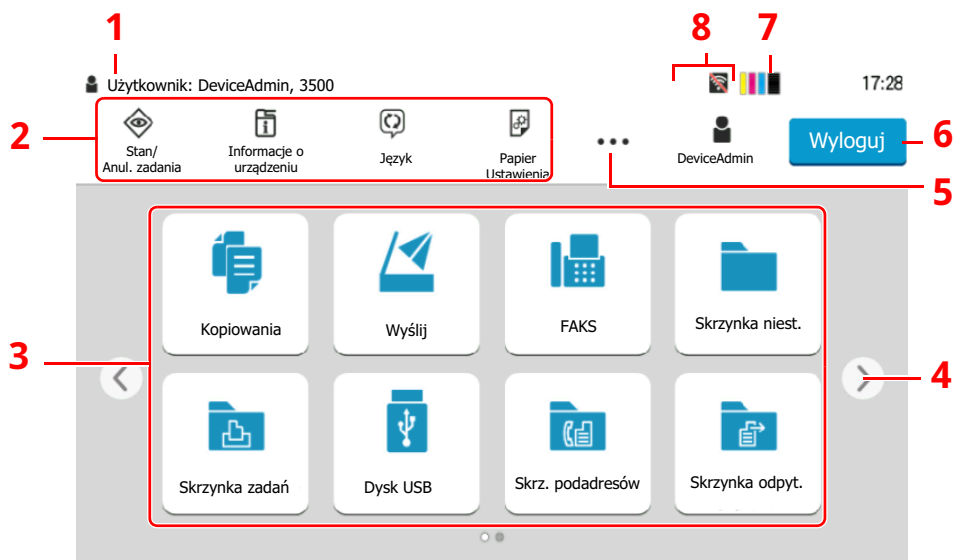 1
8
7
Użytkownik: DeviceAdmin, 3500
17:28
2
Stan/
Anul. zadania
Informacje o
urządzeniu
Język
Papier
Ustawienia
DeviceAdmin
Wyloguj
6
5
3
Kopiowania
Wyślij
FAKS
Skrzynka niest.
4
Skrzynka zadań
Dysk USB
Skrz. podadresów
Skrzynka odpyt.